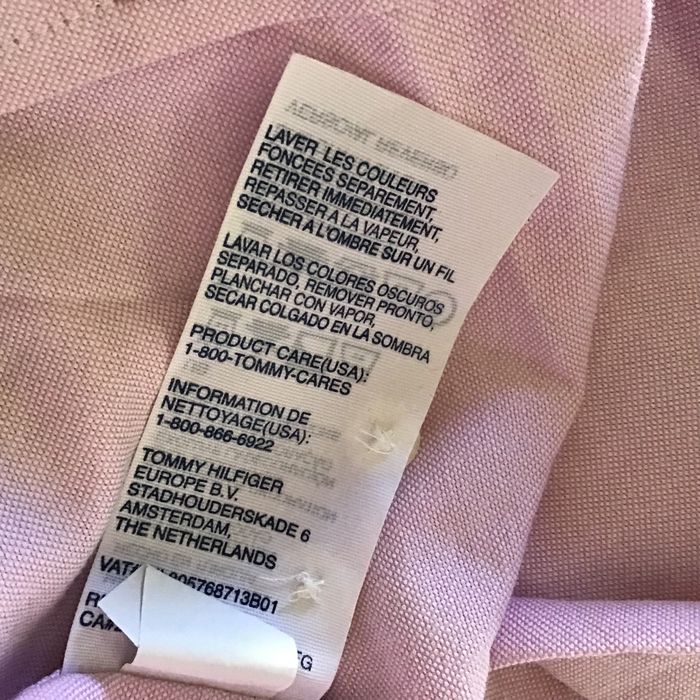 LAVER LES COULEURS
FONCEES SEPAREMENT,
RETIRER IMMEDIATEMENT,
REPASSER A LA VAPEUR,
SECHER A L'OMBRE SUR UN FIL
LAVAR LOS COLORES OSCUROS
SEPARADO, REMOVER PRONTO,
PLANCHAR CON VAPOR,
SECAR COLGADO EN LA SOMBRA
PRODUCT CARE(USA):
1-800-TOMMY-CARES
INFORMATION DE
NETTOYAGE(USA):
1-800-866-6922
TOMMY HILFIGER
EUROPE B.V.
STADHOUDERSKADE 6
AMSTERDAM,
THE NETHERLANDS